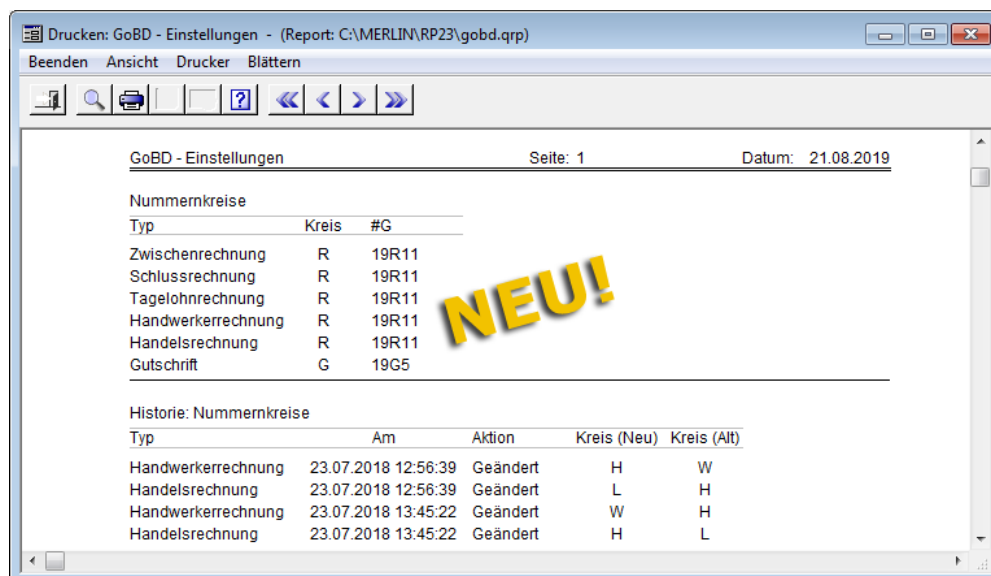 Drucken: GoBD - Einstellungen - (Report: C:\MERLIN\RP23\gobd.qrp)
Beenden Ansicht Drucker Blättern
GoBD - Einstellungen Seite: 1 Datum: 21.08.2019
Nummernkreise
Typ Kreis #G
Zwischenrechnung R 19R11
Schlussrechnung R 19R11
Tagelohnrechnung R 19R11
Handwerkerrechnung R 19R11
Handelsrechnung R 19R11
Gutschrift G 19G5
NEU!
Historie: Nummernkreise
Typ Am Aktion Kreis (Neu) Kreis (Alt)
Handwerkerrechnung 23.07.2018 12:56:39 Geändert H W
Handelsrechnung 23.07.2018 12:56:39 Geändert L H
Handwerkerrechnung 23.07.2018 13:45:22 Geändert W H
Handelsrechnung 23.07.2018 13:45:22 Geändert H L